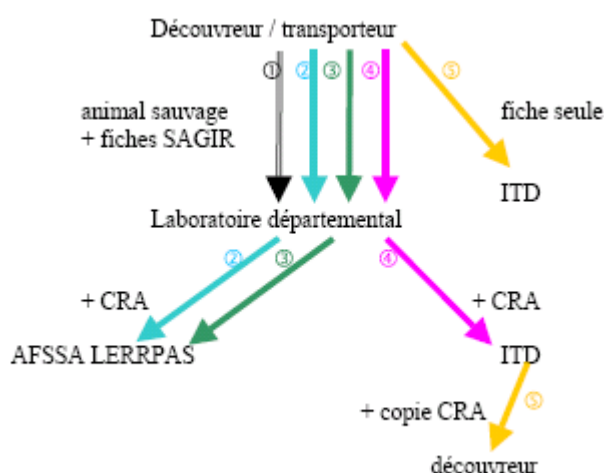 Découvreur / transporteur
① ② ③ ④ ⑤
animal sauvage
+ fiches SAGIR
fiche seule
ITD
Laboratoire départemental
② ③ ④
+ CRA
+ CRA
AFSSA LERRPAS
ITD
+ copie CRA
⑤
découvreur